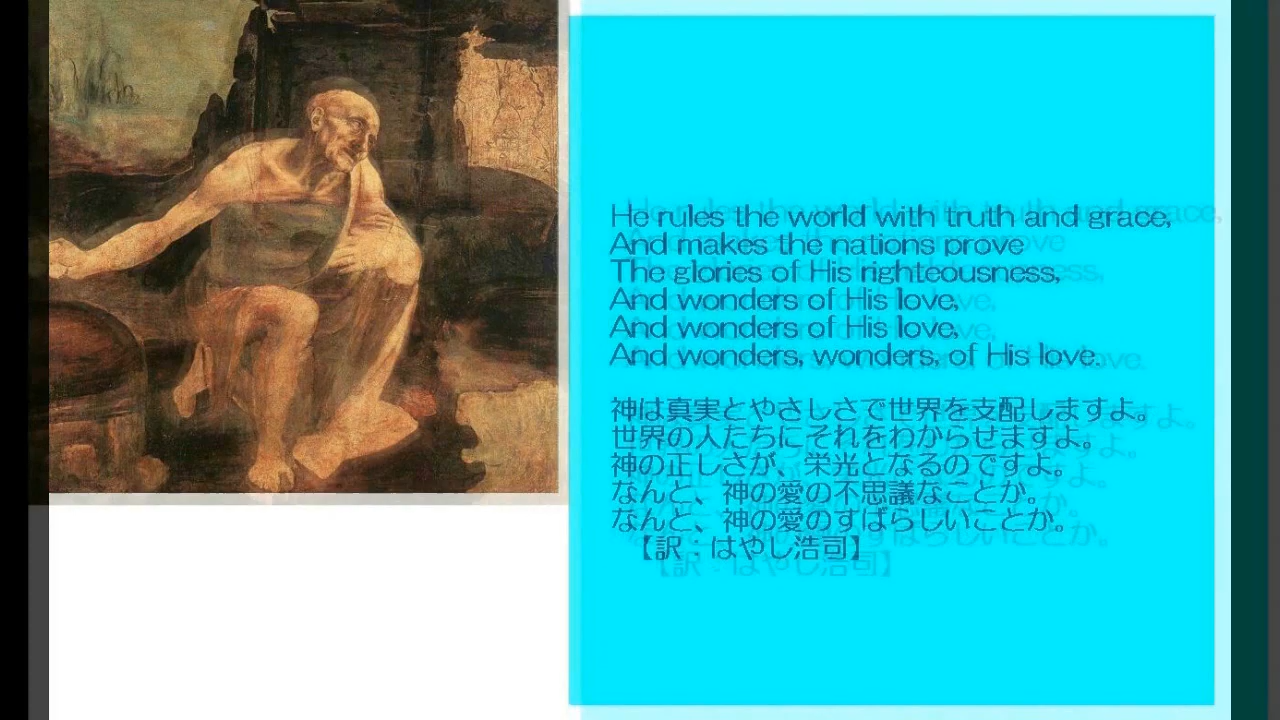 He rules the world with truth and grace,
And makes the nations prove
The glories of His righteousness,
And wonders of His love,
And wonders of His love,
And wonders, wonders, of His love.
神は真実とやさしさで世界を支配しますよ。
世界の人たちにそれをわからせますよ。
神の正しさが、栄光となるのですよ。
なんと、神の愛の不思議なことか。
なんと、神の愛のすばらしいことか。
【訳：はやし浩司】